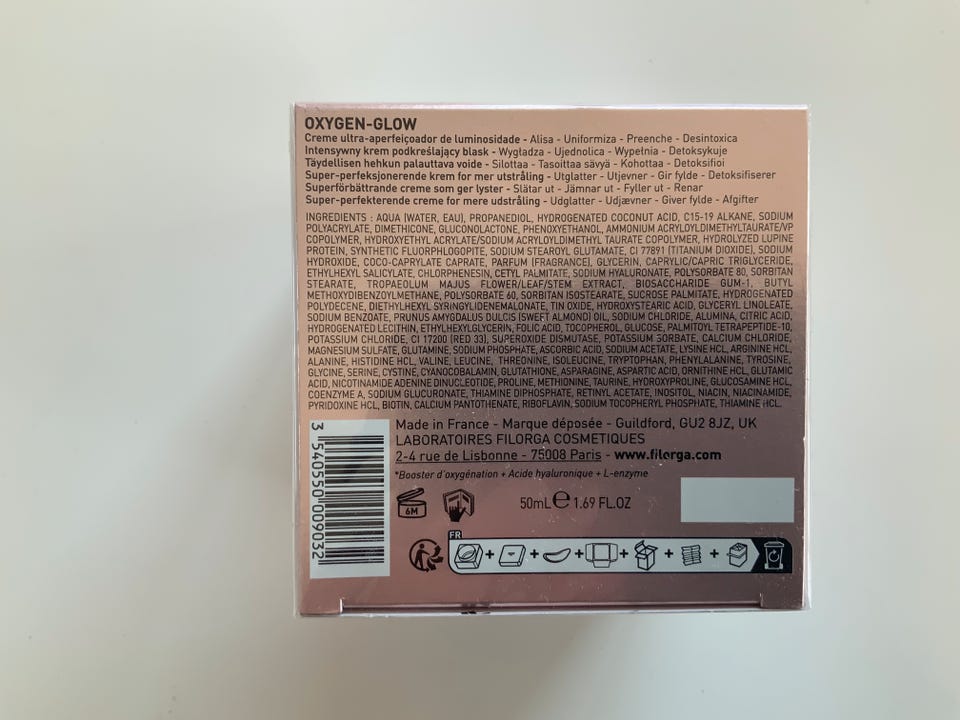 OXYGEN-GLOW
Creme ultra-aperfeiçoador de luminosidade - Alisa - Uniformiza - Preenche - Desintoxica
Intensywny krem podkreślający blask - Wygładza - Ujednolica - Wypełnia - Detoksykuje
Täydellisen hehkun palauttava voide - Silottaa - Tasoittaa sävyä - Kohottaa - Detoksifioi
Super-perfeksjonerende krem for mer utstråling - Utglatter - Utjevner - Gir fylde - Detoksifiserer
Superförbättrande creme som ger lyster - Slätar ut - Jämnar ut - Fyller ut - Renar
Super-perfekterende creme for mere udstråling - Udglatter - Udjævner - Giver fylde - Afgifter
INGREDIENTS : AQUA (WATER, EAU), PROPANEDIOL, HYDROGENATED COCONUT ACID, C15-19 ALKANE, SODIUM
POLYACRYLATE, DIMETHICONE, GLUCONOLACTONE, PHENOXYETHANOL, AMMONIUM ACRYLOYLDIMETHYLTAURATE/VP
COPOLYMER, HYDROXYETHYL ACRYLATE/SODIUM ACRYLOYLDIMETHYL TAURATE COPOLYMER, HYDROLYZED LUPINE
PROTEIN, SYNTHETIC FLUORPHLOGOPITE, SODIUM STEAROYL GLUTAMATE, CI 77891 (TITANIUM DIOXIDE), SODIUM
HYDROXIDE, COCO-CAPRYLATE CAPRATE, PARFUM (FRAGRANCE), GLYCERIN, CAPRYLIC/CAPRIC TRIGLYCERIDE,
ETHYLHEXYL SALICYLATE, CHLORPHENESIN, CETYL PALMITATE, SODIUM HYALURONATE, POLYSORBATE 80, SORBITAN
STEARATE, TROPAEOLUM MAJUS FLOWER/LEAF/STEM EXTRACT, BIOSACCHARIDE GUM-1, BUTYL
METHOXYDIBENZOYLMETHANE, POLYSORBATE 60, SORBITAN ISOSTEARATE, SUCROSE PALMITATE, HYDROGENATED
POLYDECENE, DIETHYLHEXYL SYRINGYLIDENEMALONATE, TIN OXIDE, HYDROXYSTEARIC ACID, GLYCERYL LINOLEATE,
SODIUM BENZOATE, PRUNUS AMYGDALUS DULCIS (SWEET ALMOND) OIL, SODIUM CHLORIDE, ALUMINA, CITRIC ACID,
HYDROGENATED LECITHIN, ETHYLHEXYLGLYCERIN, FOLIC ACID, TOCOPHEROL, GLUCOSE, PALMITOYL TETRAPEPTIDE-10,
POTASSIUM CHLORIDE, CI 17200 (RED 33), SUPEROXIDE DISMUTASE, POTASSIUM SORBATE, CALCIUM CHLORIDE,
MAGNESIUM SULFATE, GLUTAMINE, SODIUM PHOSPHATE, ASCORBIC ACID, SODIUM ACETATE, LYSINE HCL, ARGININE HCL,
ALANINE, HISTIDINE HCL, VALINE, LEUCINE, THREONINE, ISOLEUCINE, TRYPTOPHAN, PHENYLALANINE, TYROSINE,
GLYCINE, SERINE, CYSTINE, CYANOCOBALAMIN, GLUTATHIONE, ASPARAGINE, ASPARTIC ACID, ORNITHINE HCL, GLUTAMIC
ACID, NICOTINAMIDE ADENINE DINUCLEOTIDE, PROLINE, METHIONINE, TAURINE, HYDROXYPROLINE, GLUCOSAMINE HCL,
COENZYME A, SODIUM GLUCURONATE, THIAMINE DIPHOSPHATE, RETINYL ACETATE, INOSITOL, NIACIN, NIACINAMIDE,
PYRIDOXINE HCL, BIOTIN, CALCIUM PANTOTHENATE, RIBOFLAVIN, SODIUM TOCOPHERYL PHOSPHATE, THIAMINE HCL.
Made in France - Marque déposée - Guildford, GU2 8JZ, UK
LABORATOIRES FILORGA COSMETIQUES
2-4 rue de Lisbonne - 75008 Paris - www.filorga.com
*Booster d'oxygénation + Acide hyaluronique + L-enzyme
3 540550 009032
6M
50mL e 1.69 FL.OZ
FR